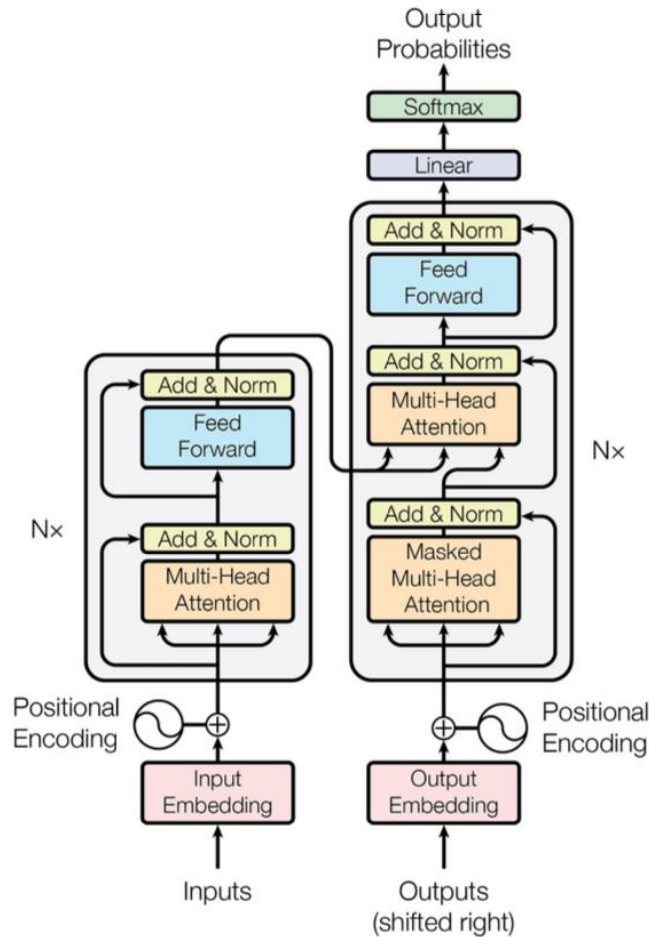 Output
Probabilities
Softmax
Linear
Add & Norm
Feed
Forward
Add & Norm
Multi-Head
Attention
Add & Norm
Masked
Multi-Head
Attention
N×
Add & Norm
Feed
Forward
Add & Norm
Multi-Head
Attention
N×
Positional
Encoding
Positional
Encoding
Input
Embedding
Output
Embedding
Inputs
Outputs
(shifted right)